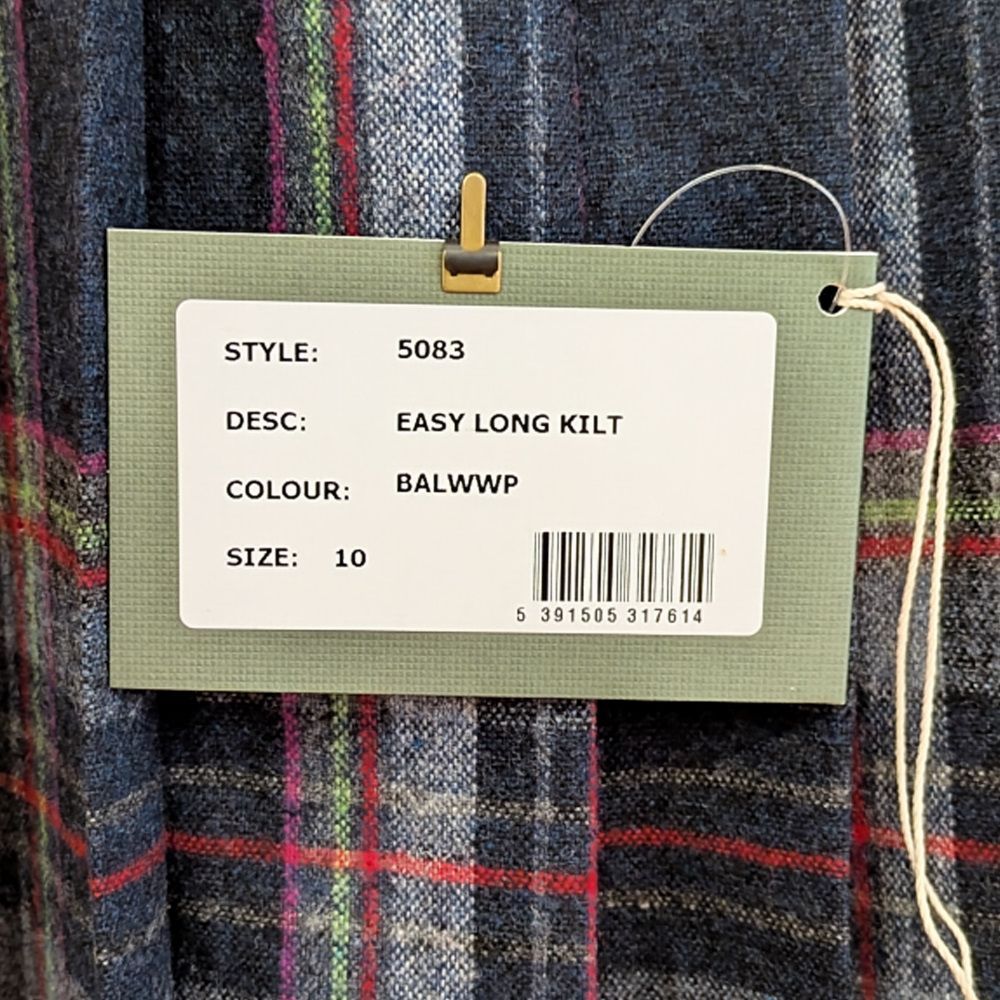 STYLE: 5083
DESC: EASY LONG KILT
COLOUR: BALWWP
SIZE: 10
5 391505 317614